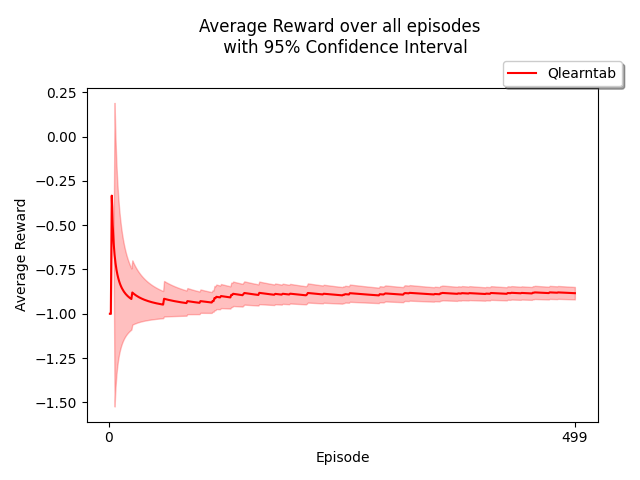 Average Reward over all episodes
with 95% Confidence Interval
Qlearntab
0.25
0.00
−0.25
−0.50
−0.75
−1.00
−1.25
−1.50
Average Reward
0
499
Episode